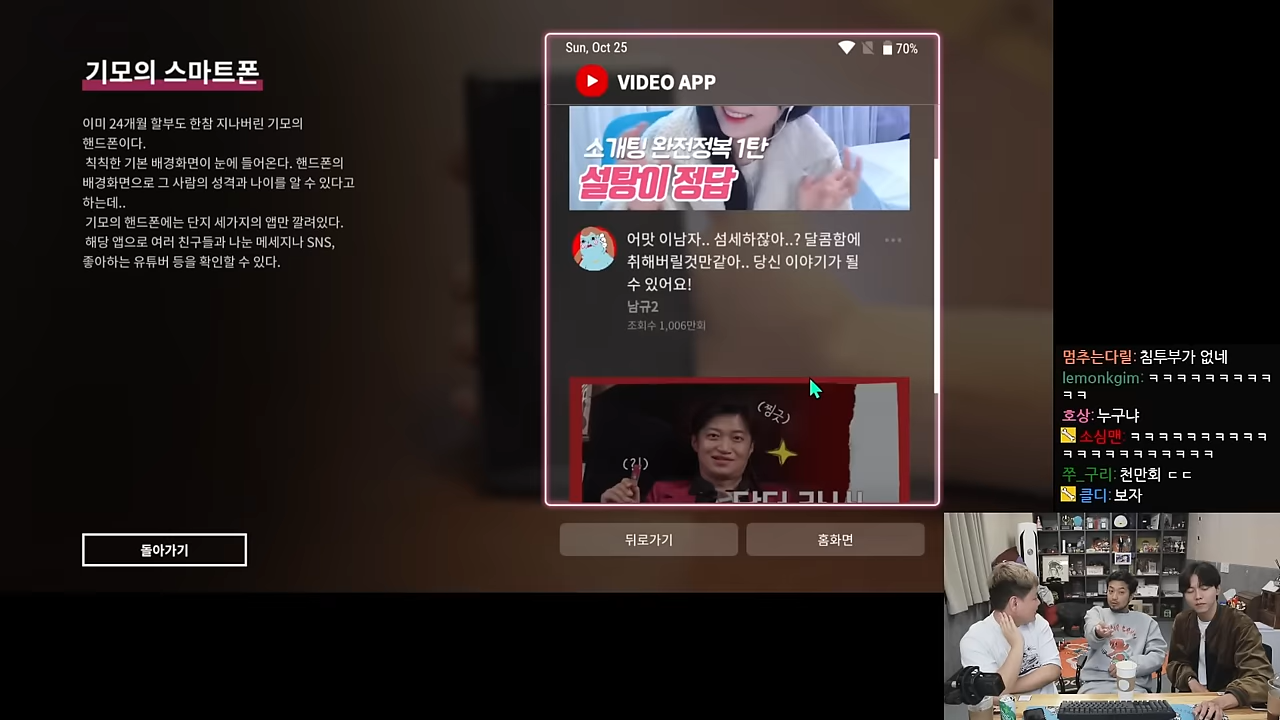 기모의 스마트폰
이미 24개월 할부도 한참 지나버린 기모의
핸드폰이다.
칙칙한 기본 배경화면이 눈에 들어온다. 핸드폰의
배경화면으로 그 사람의 성격과 나이를 알 수 있다고
하는데..
기모의 핸드폰에는 단지 세가지의 앱만 깔려있다.
해당 앱으로 여러 친구들과 나눈 메세지나 SNS,
좋아하는 유튜버 등을 확인할 수 있다.
돌아가기
Sun, Oct 25
70%
VIDEO APP
소개팅 완전정복 1탄
설탕이 정답
어맛 이남자.. 섬세하잖아..? 달콤함에
취해버릴것만같아.. 당신 이야기가 될
수 있어요!
남규2
조회수 1,006만회
(찡긋)
(?!)
뒤로가기
홈화면
멈추는다릴: 침투부가 없네
lemonkgim: ㅋㅋㅋㅋㅋㅋㅋㅋㅋ
ㅋㅋ
호상: 누구냐
소심맨: ㅋㅋㅋㅋㅋㅋㅋㅋㅋㅋ
ㅋㅋㅋㅋㅋㅋㅋㅋㅋㅋㅋ
쭈_구리: 천만회 ㄷㄷ
클디: 보자